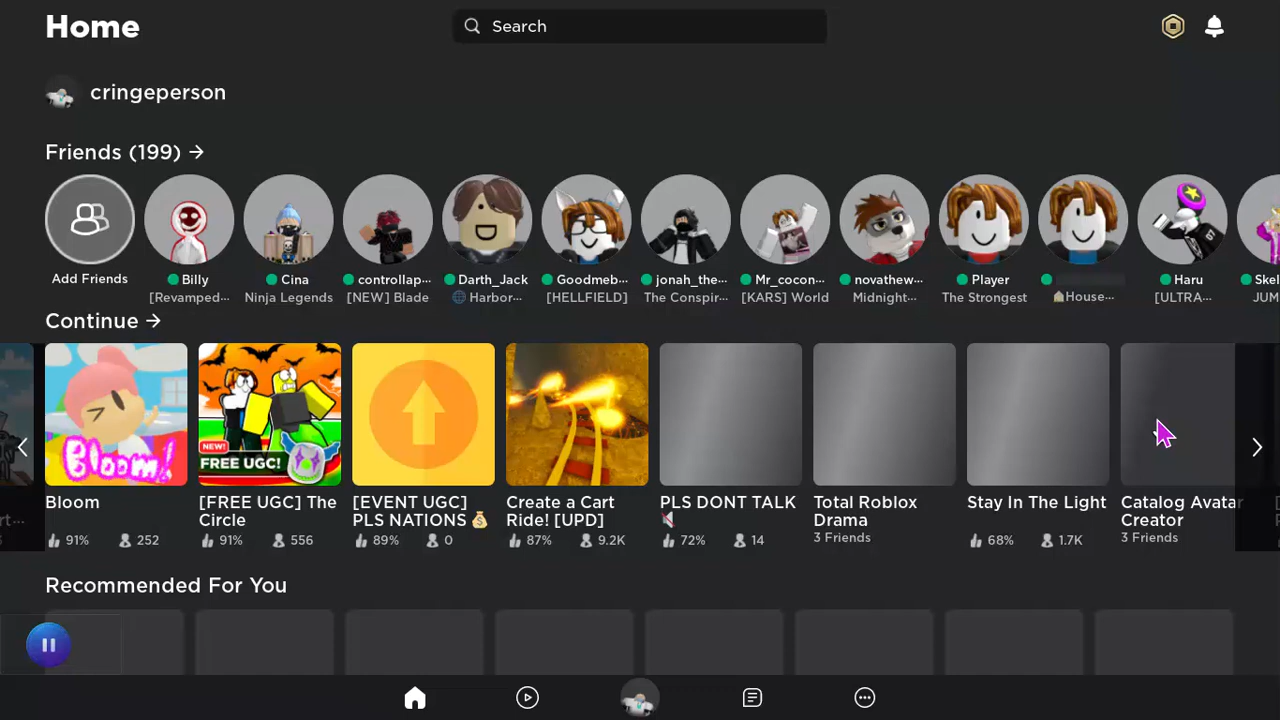 Home
Search
cringeperson
Friends (199)
Add Friends
Billy
[Revamped...
Cina
Ninja Legends
controllap...
[NEW] Blade
Darth_Jack
Harbor...
Goodmeb...
[HELLFIELD]
jonah_the...
The Conspir...
Mr_cocon...
[KARS] World
novathew...
Midnight...
Player
The Strongest
House...
Haru
[ULTRA...
Skel
JUM
Continue
Bloom!
NEW!
FREE UGC!
rt...
Bloom
91% 252
[FREE UGC] The
Circle
91% 556
[EVENT UGC]
PLS NATIONS 💰
89% 0
Create a Cart
Ride! [UPD]
87% 9.2K
PLS DONT TALK
🔇
72% 14
Total Roblox
Drama
3 Friends
Stay In The Light
68% 1.7K
Catalog Avatar
Creator
3 Friends
Recommended For You